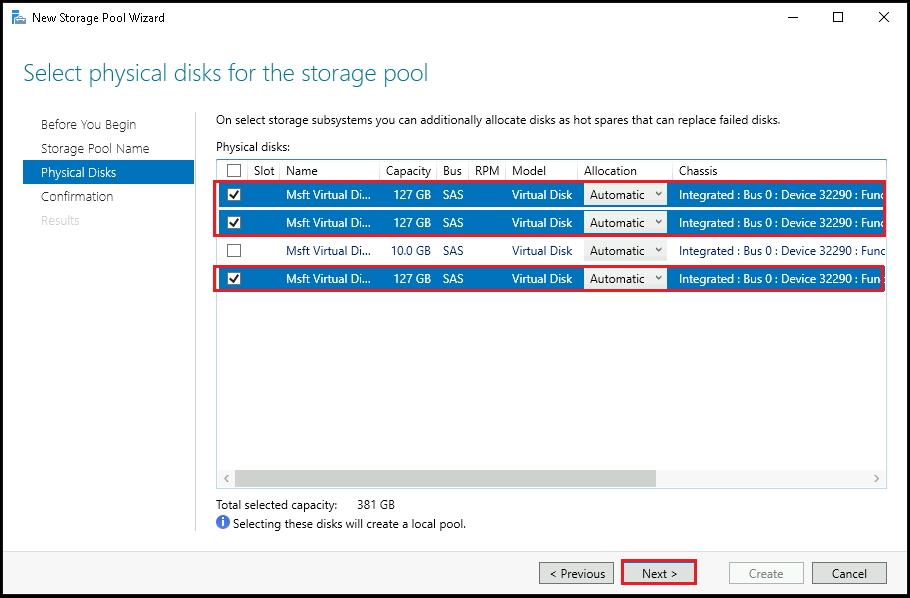 New Storage Pool Wizard
Select physical disks for the storage pool
Before You Begin
Storage Pool Name
Physical Disks
Confirmation
Results
On select storage subsystems you can additionally allocate disks as hot spares that can replace failed disks.
Physical disks:
Slot Name Capacity Bus RPM Model Allocation Chassis
Msft Virtual Di... 127 GB SAS Virtual Disk Automatic Integrated : Bus 0 : Device 32290 : Func
Msft Virtual Di... 127 GB SAS Virtual Disk Automatic Integrated : Bus 0 : Device 32290 : Func
Msft Virtual Di... 10.0 GB SAS Virtual Disk Automatic Integrated : Bus 0 : Device 32290 : Func
Msft Virtual Di... 127 GB SAS Virtual Disk Automatic Integrated : Bus 0 : Device 32290 : Func
Total selected capacity: 381 GB
Selecting these disks will create a local pool.
< Previous Next > Create Cancel